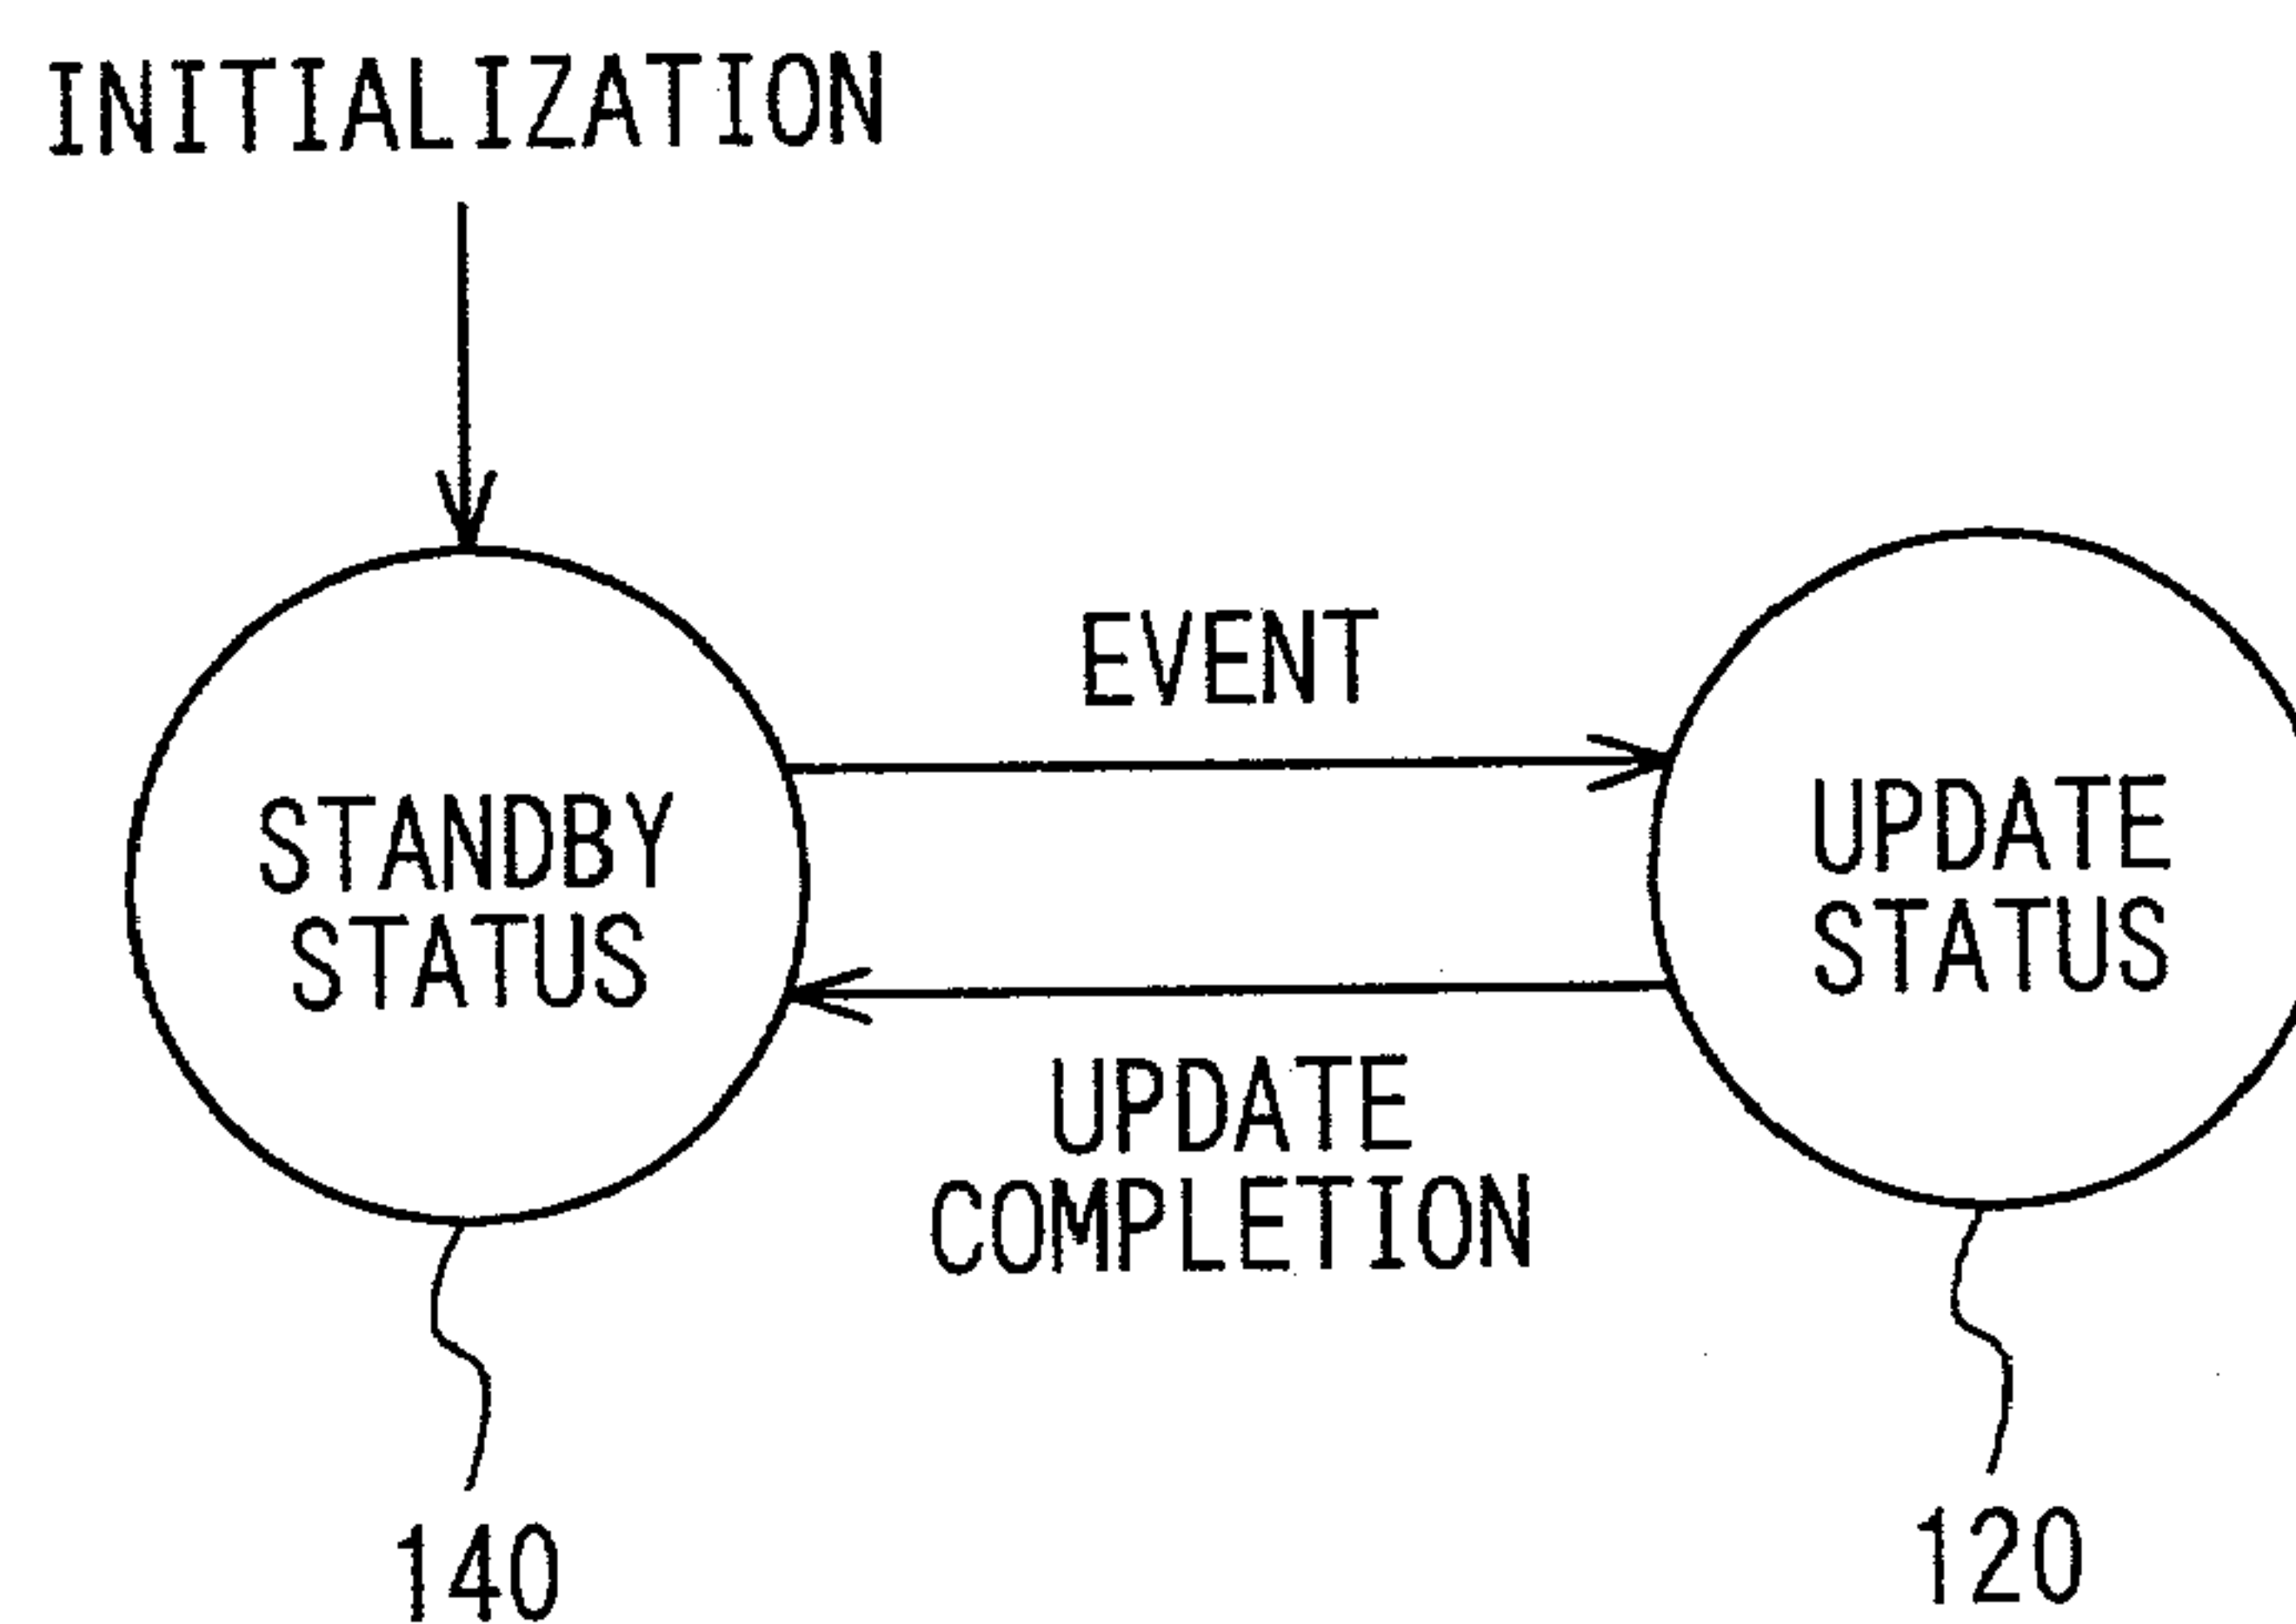 INITIALIZATION
EVENT
STANDBY
STATUS
UPDATE
STATUS
UPDATE
COMPLETION
140
120